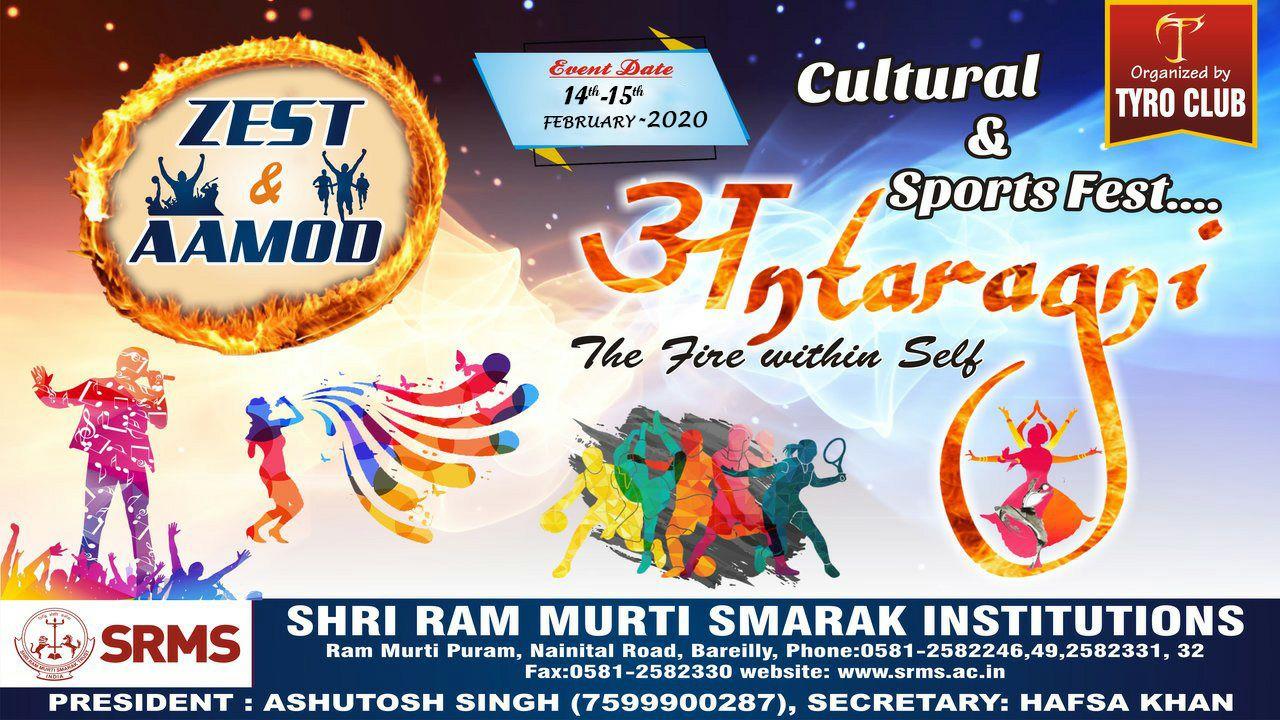 ZEST
&
AAMOD
Event Date
14th-15th
FEBRUARY-2020
Cultural
&
Sports Fest....
Organized by
TYRO CLUB
अntaragni
The Fire within Self
SRMS
INDIA
SHRI RAM MURTI SMARAK INSTITUTIONS
Ram Murti Puram, Nainital Road, Bareilly, Phone:0581-2582246,49,2582331, 32
Fax:0581-2582330 website: www.srms.ac.in
PRESIDENT : ASHUTOSH SINGH (7599900287), SECRETARY: HAFSA KHAN